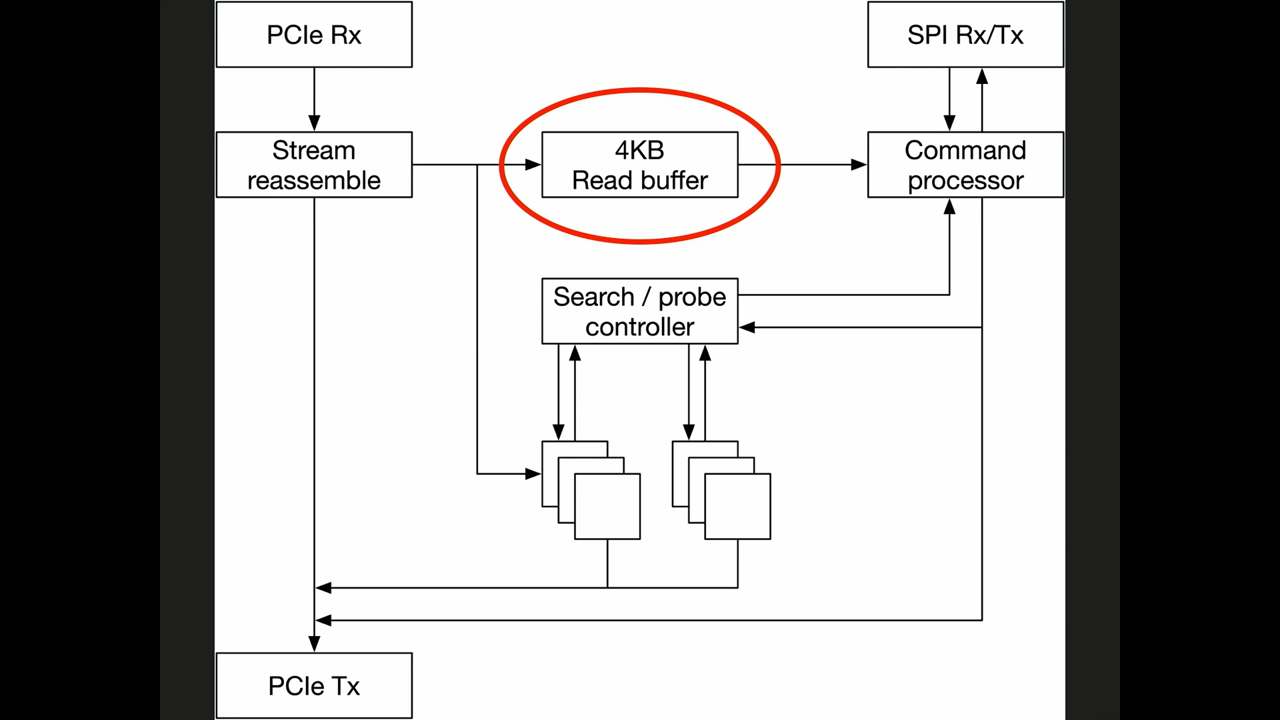 PCIe Rx
SPI Rx/Tx
Stream
reassemble
4KB
Read buffer
Command
processor
Search / probe
controller
PCIe Tx